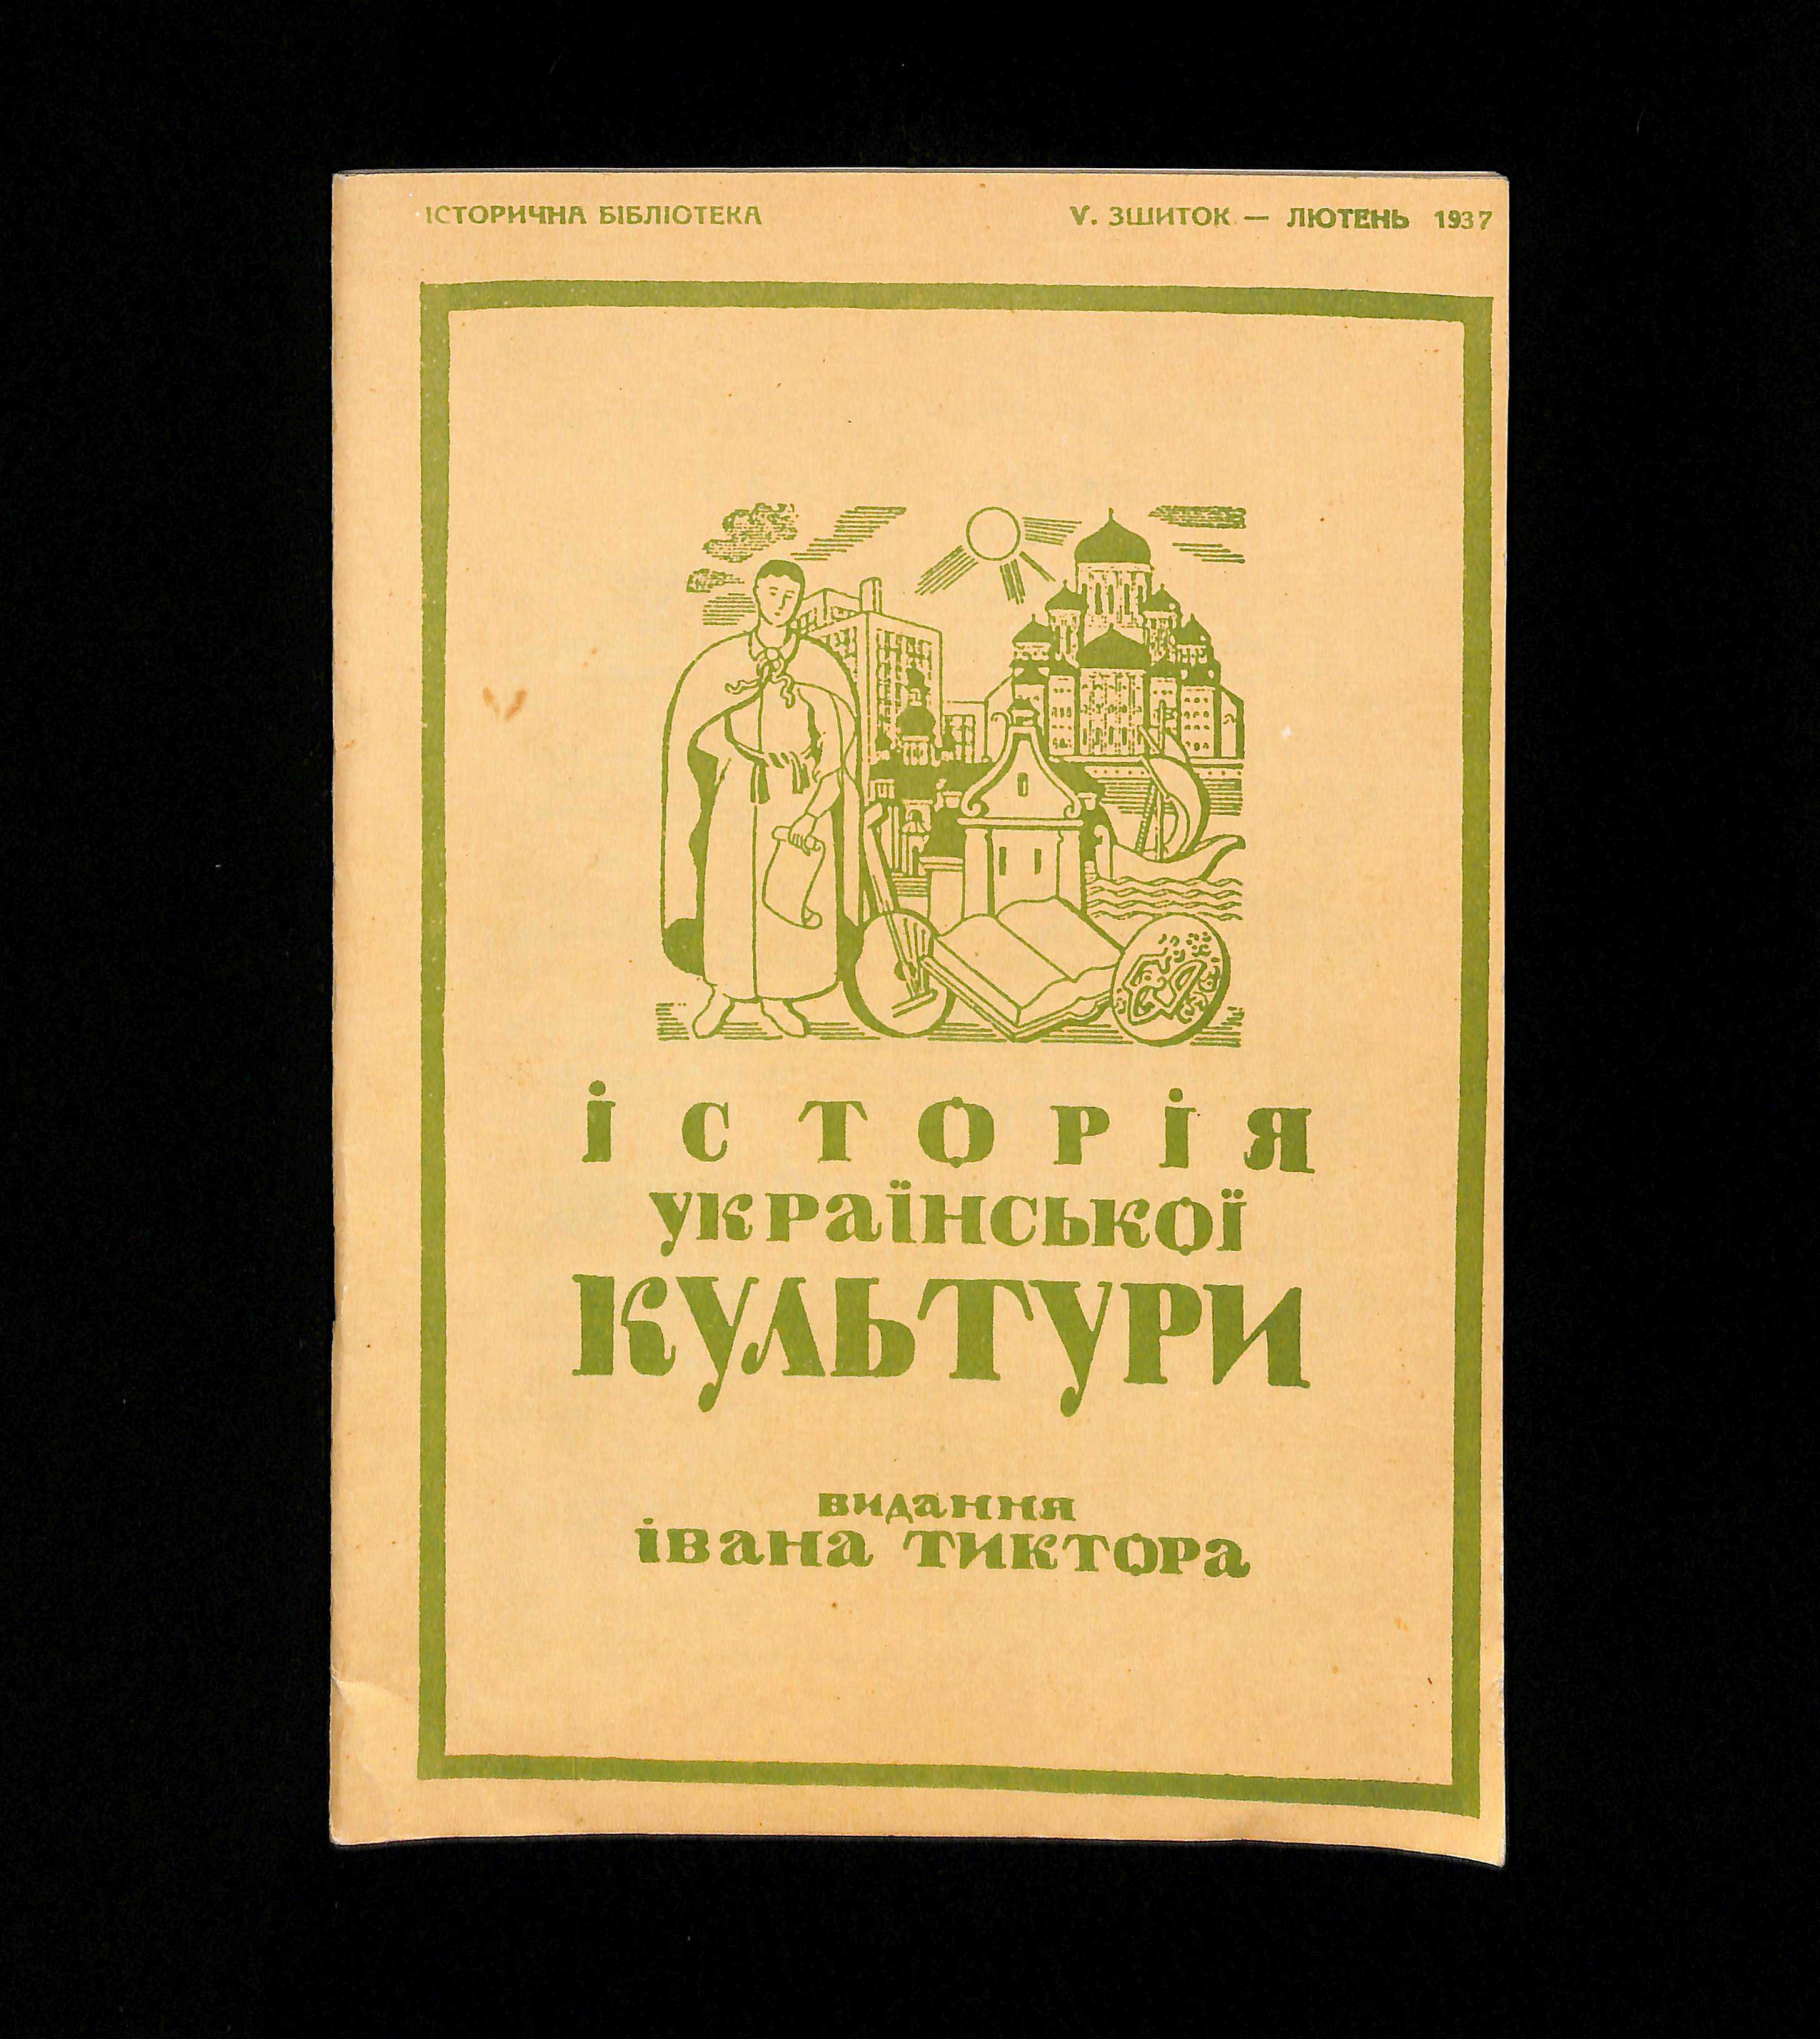 ІСТОРИЧНА БІБЛІОТЕКА
V. ЗШИТОК — ЛЮТЕНЬ 1937
ІСТОРІЯ
української
КУЛЬТУРИ
видання
івана тиктора